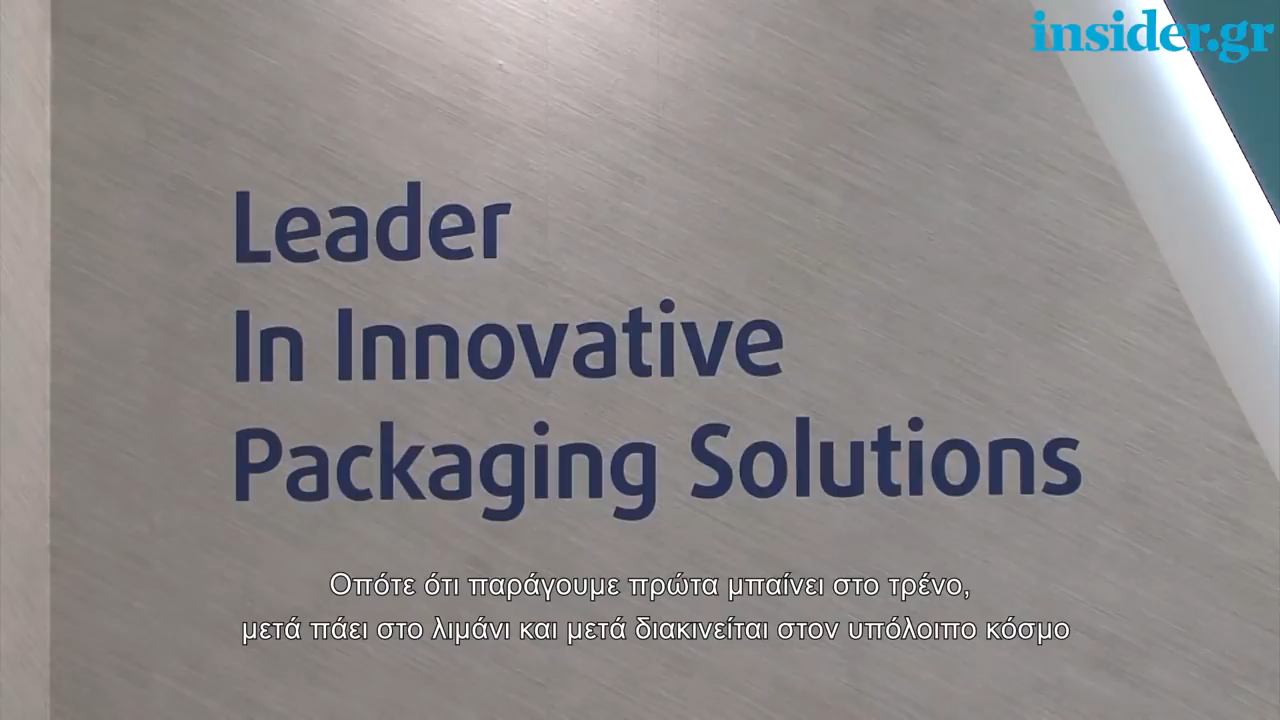 insider.gr
Leader
In Innovative
Packaging Solutions
Οπότε ότι παράγουμε πρώτα μπαίνει στο τρένο,
μετά πάει στο λιμάνι και μετά διακινείται στον υπόλοιπο κόσμο